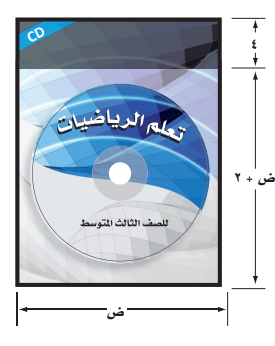 CD
٤
تعلم الرياضيات
ض + ٢
للصف الثالث المتوسط
ض